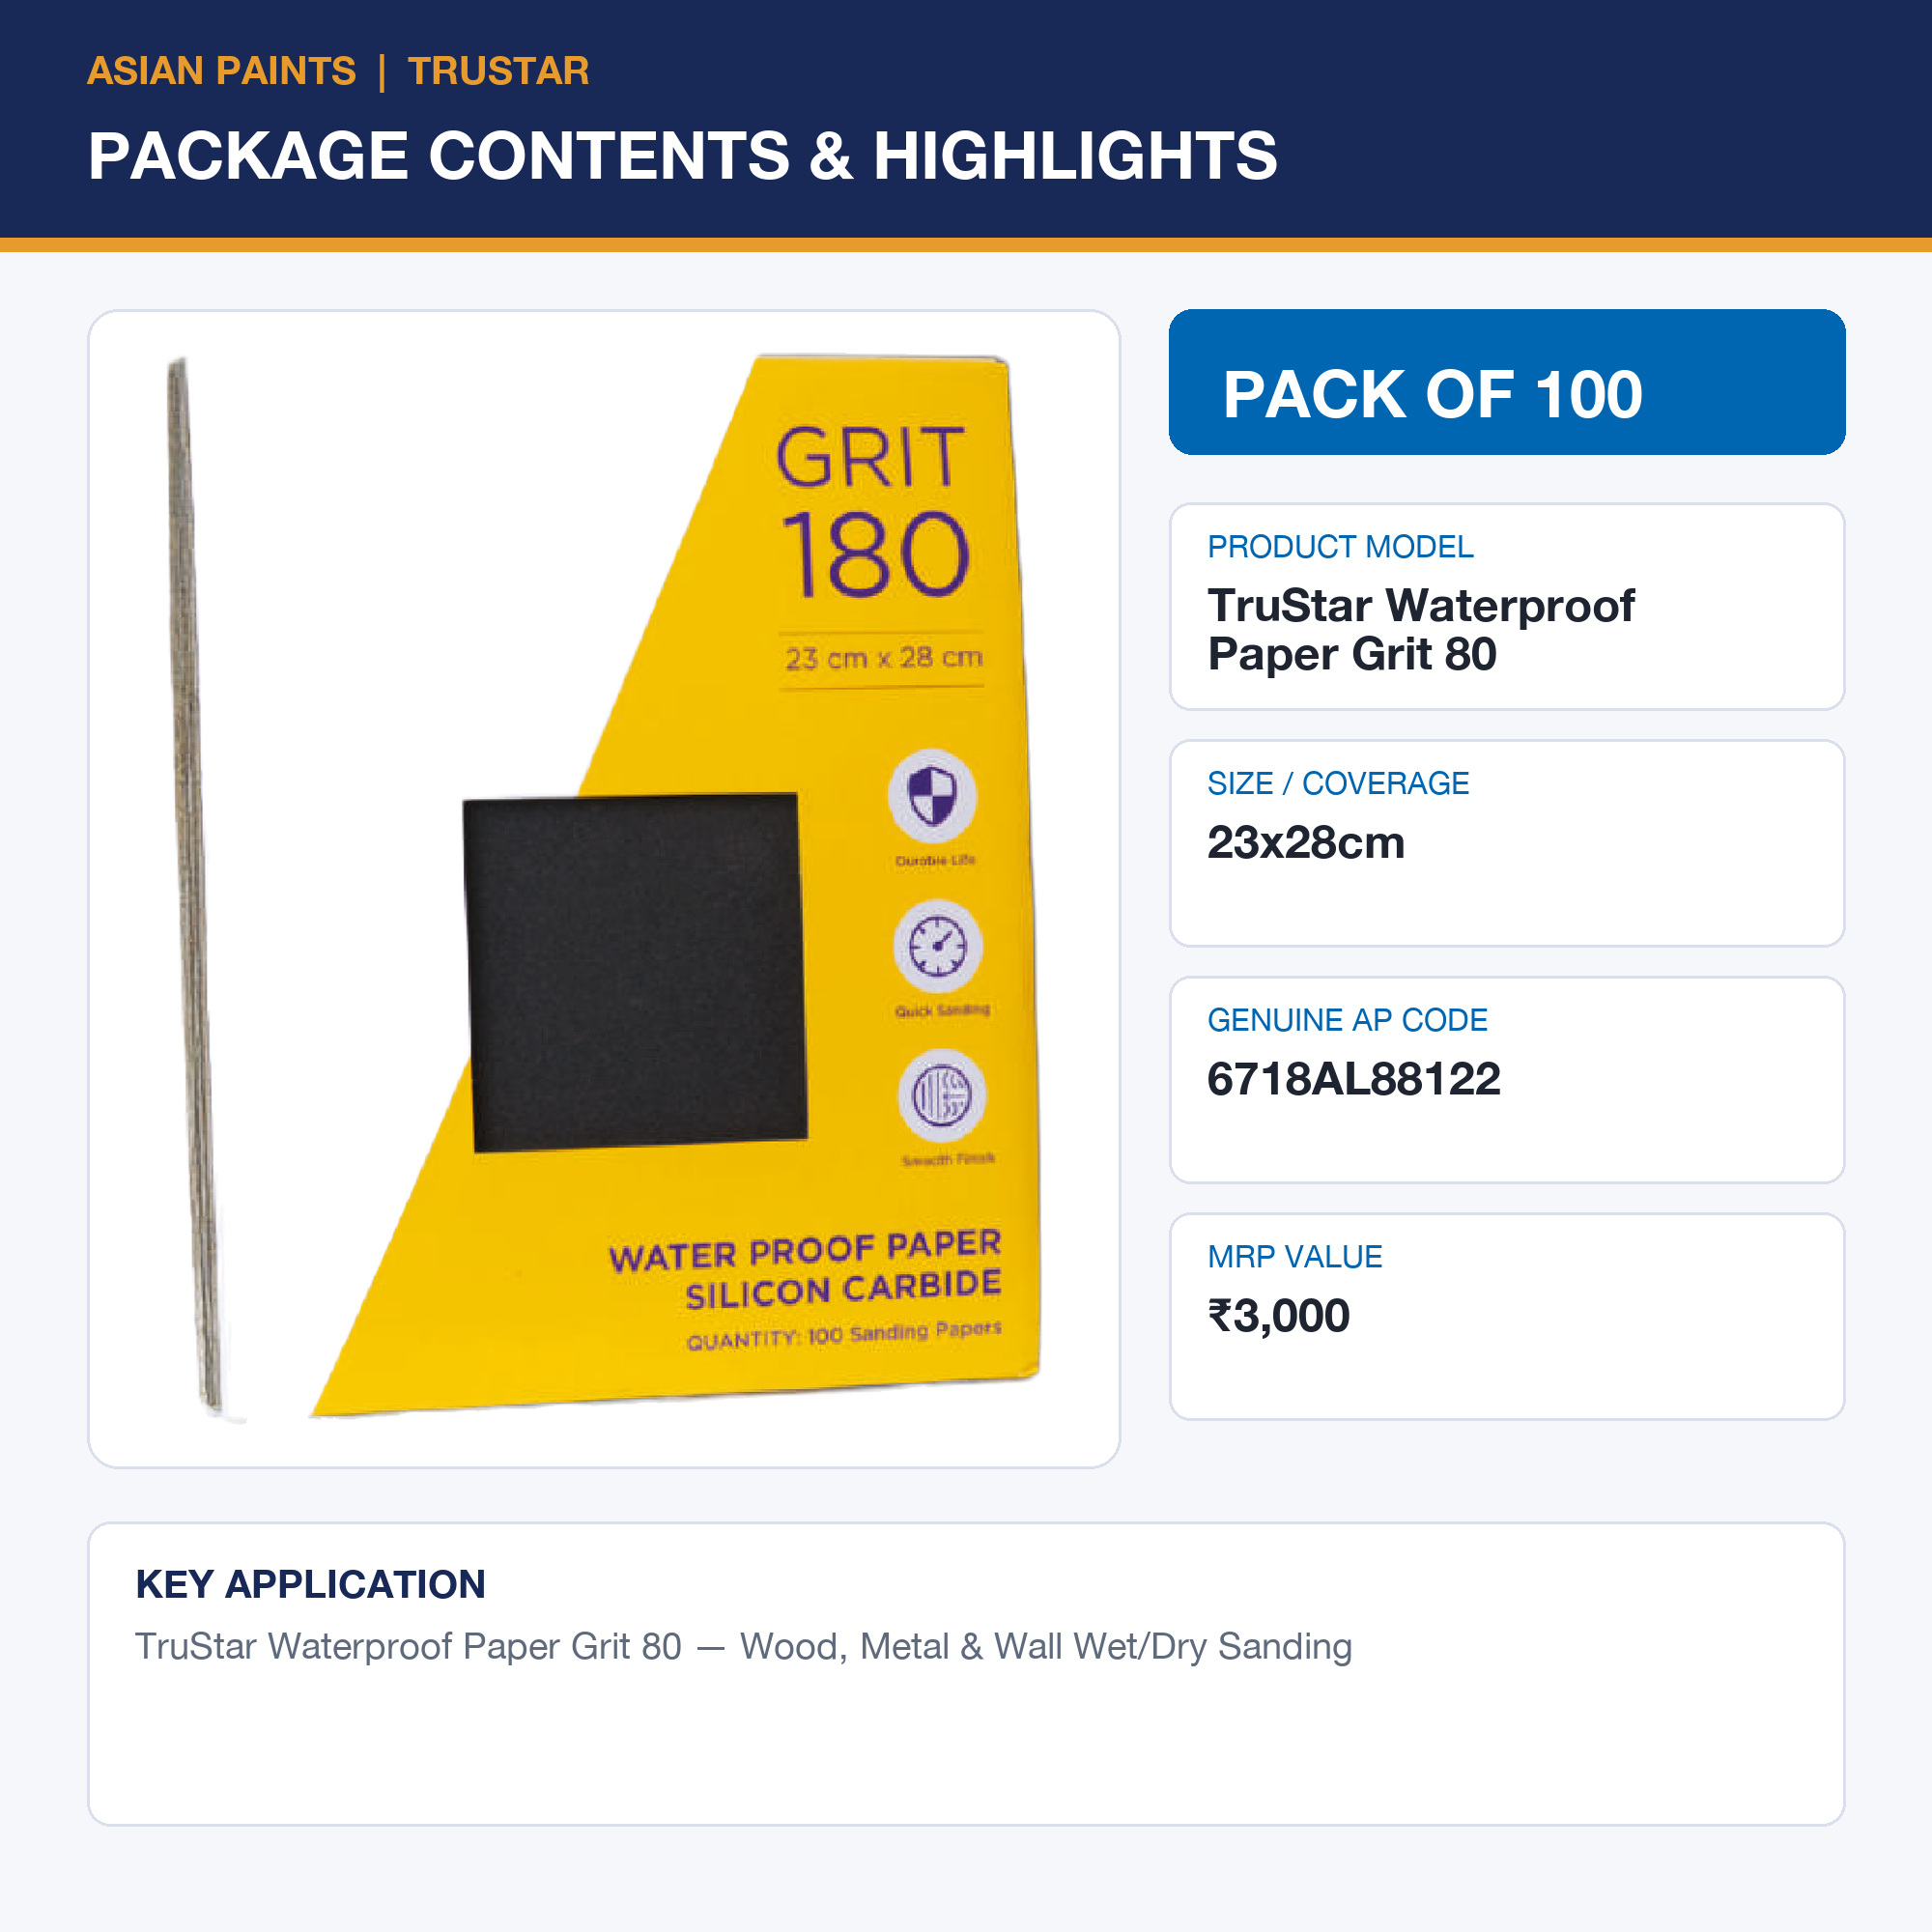 ASIAN PAINTS | TRUSTAR
PACKAGE CONTENTS & HIGHLIGHTS
GRIT
180
23 cm x 28 cm
Durable Life
Quick Sanding
Smooth Finish
WATER PROOF PAPER
SILICON CARBIDE
QUANTITY: 100 Sanding Papers
PACK OF 100
PRODUCT MODEL
TruStar Waterproof
Paper Grit 80
SIZE / COVERAGE
23x28cm
GENUINE AP CODE
6718AL88122
MRP VALUE
₹3,000
KEY APPLICATION
TruStar Waterproof Paper Grit 80 — Wood, Metal & Wall Wet/Dry Sanding